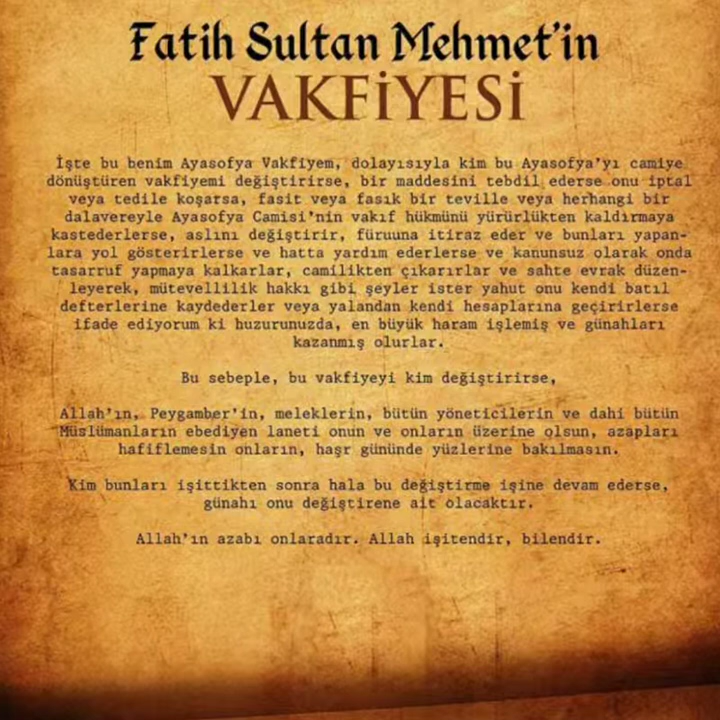 Fatih Sultan Mehmet'in
VAKFİYESİ
İşte bu benim Ayasofya Vakfiyem, dolayısıyla kim bu Ayasofya'yı camiye
dönüştüren vakfiyemi değiştirirse, bir maddesini tebdil ederse onu iptal
veya tedile koşarsa, fasit veya fasık bir teville veya herhangi bir
dalavereyle Ayasofya Camisi'nin vakıf hükmünü yürürlükten kaldırmaya
kastederlerse, aslını değiştirir, füruuna itiraz eder ve bunları yapan-
lara yol gösterirlerse ve hatta yardım ederlerse ve kanunsuz olarak onda
tasarruf yapmaya kalkarlar, camilikten çıkarırlar ve sahte evrak düzen-
leyerek, mütevellilik hakkı gibi şeyler ister yahut onu kendi batıl
defterlerine kaydederler veya yalandan kendi hesaplarına geçirirlerse
ifade ediyorum ki huzurunuzda, en büyük haram işlemiş ve günahları
kazanmış olurlar.
Bu sebeple, bu vakfiyeyi kim değiştirirse,
Allah'ın, Peygamber'in, meleklerin, bütün yöneticilerin ve dahi bütün
Müslümanların ebediyen laneti onun ve onların üzerine olsun, azapları
hafiflemesin onların, haşr gününde yüzlerine bakılmasın.
Kim bunları işittikten sonra hala bu değiştirme işine devam ederse,
günahı onu değiştirene ait olacaktır.
Allah'ın azabı onlaradır. Allah işitendir, bilendir.